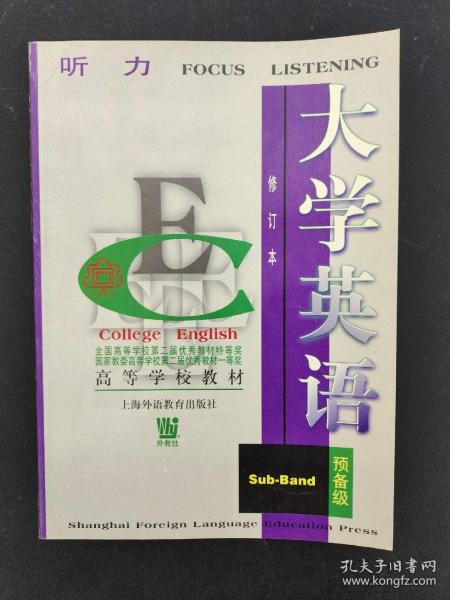 听力 FOCUS LISTENING
大学英语
修订本
E
C
College English
全国高等学校第二届优秀教材特等奖
国家教委高等学校第二届优秀教材一等奖
高等学校教材
上海外语教育出版社
外教社
Sub-Band
预备级
Shanghai Foreign Language Education Press
孔夫子旧书网
www.kongfz.com